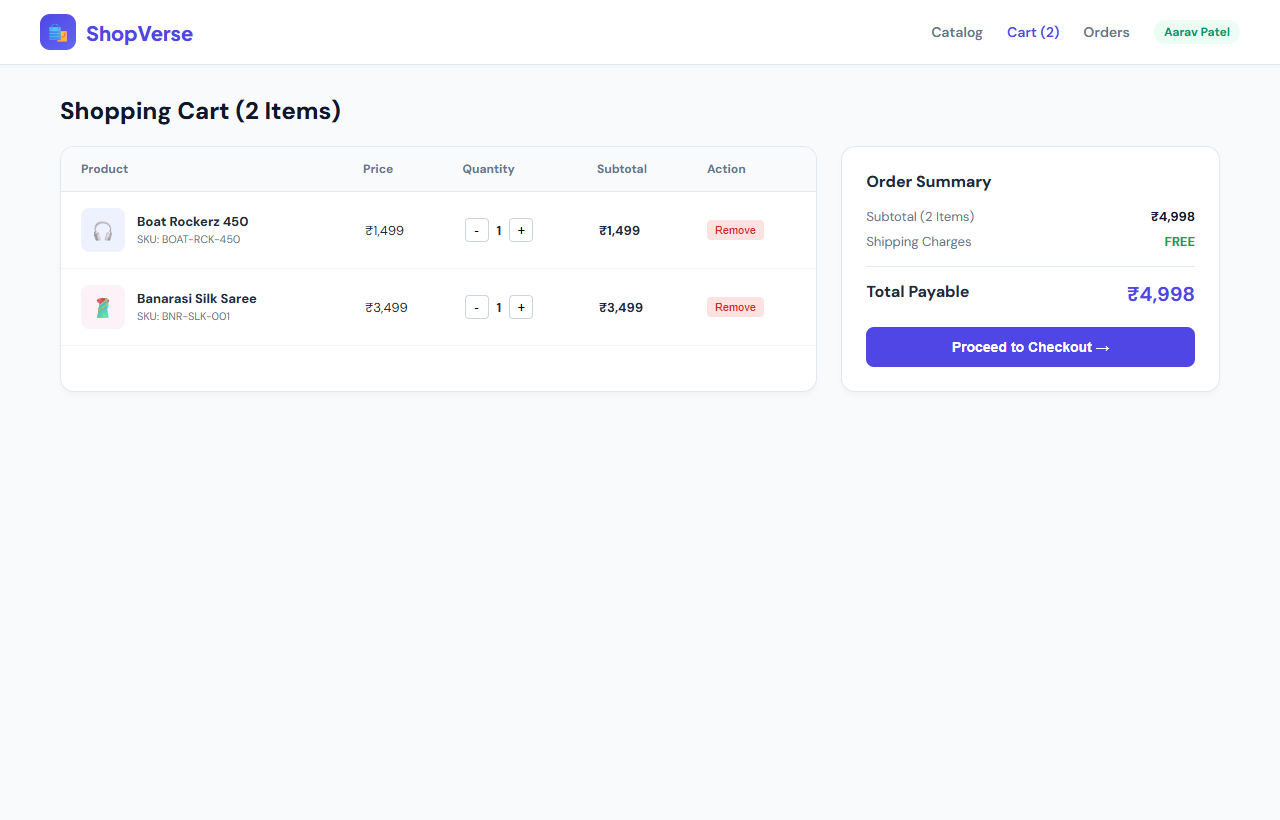 ShopVerse
Catalog Cart (2) Orders Aarav Patel
Shopping Cart (2 Items)
Product Price Quantity Subtotal Action
Boat Rockerz 450
SKU: BOAT-RCK-450
₹1,499 - 1 + ₹1,499 Remove
Banarasi Silk Saree
SKU: BNR-SLK-001
₹3,499 - 1 + ₹3,499 Remove
Order Summary
Subtotal (2 Items) ₹4,998
Shipping Charges FREE
Total Payable ₹4,998
Proceed to Checkout →